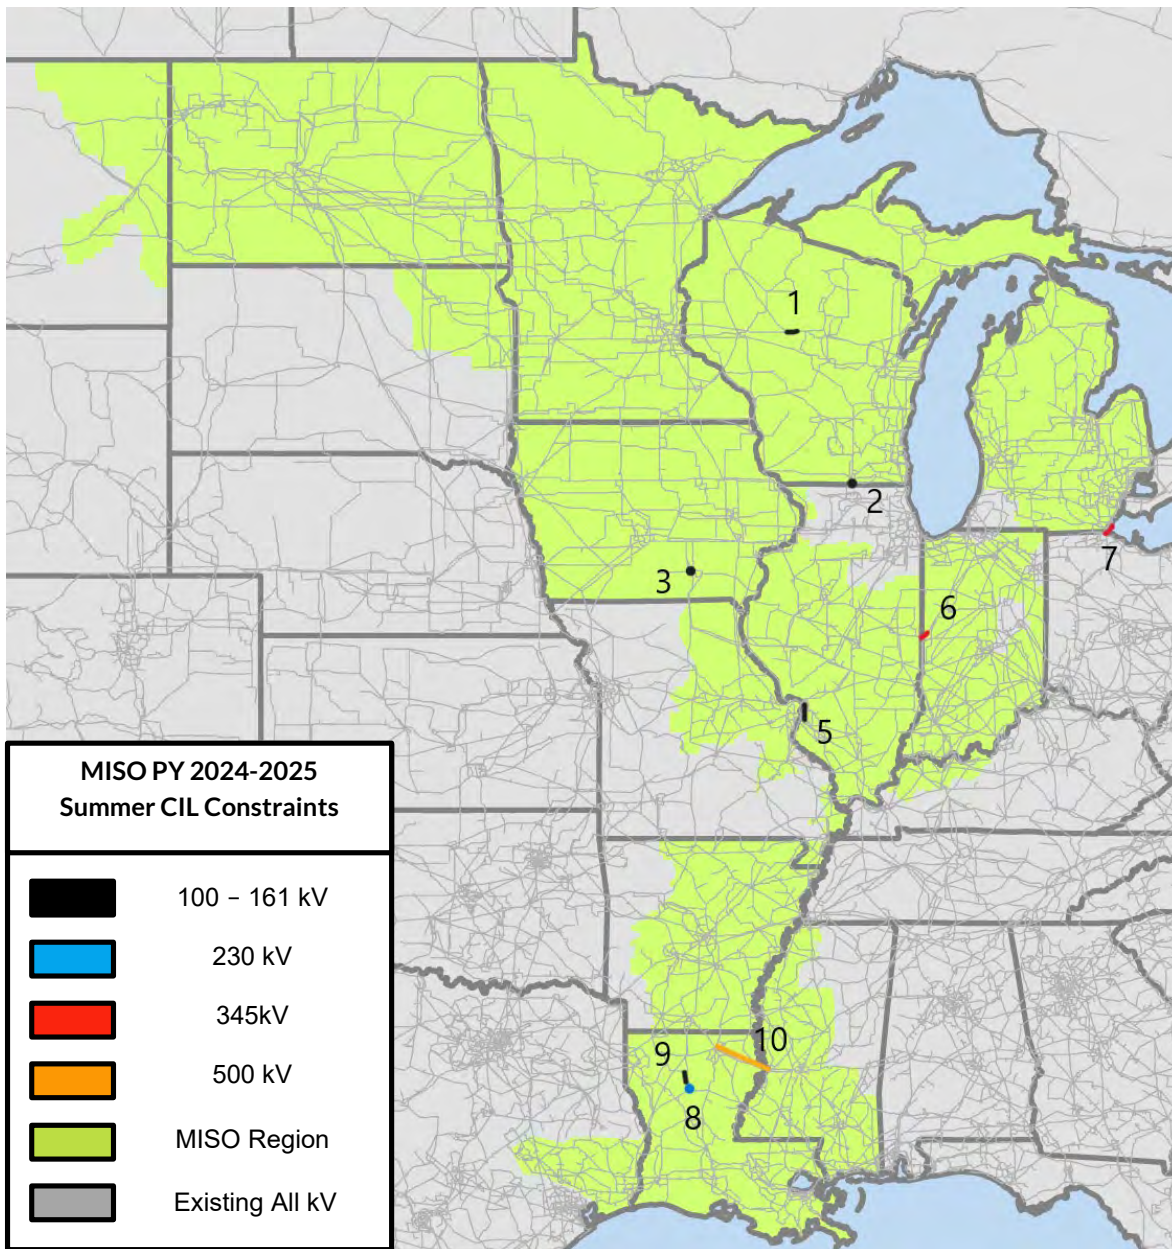 1
2
3
7
6
5
MISO PY 2024-2025
Summer CIL Constraints
100 – 161 kV
230 kV
345kV
500 kV
MISO Region
Existing All kV
10
9
8